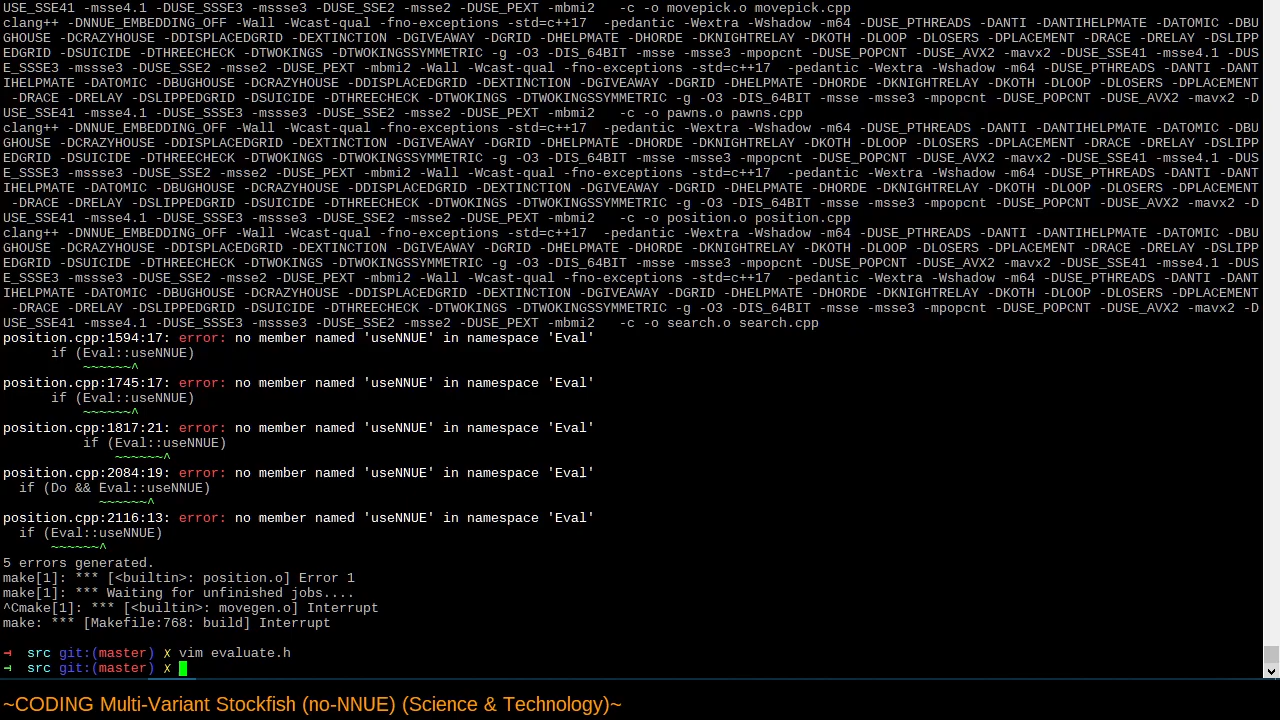 USE_SSE41 -msse4.1 -DUSE_SSSE3 -mssse3 -DUSE_SSE2 -msse2 -DUSE_PEXT -mbmi2   -c -o movepick.o movepick.cpp
clang++ -DNNUE_EMBEDDING_OFF -Wall -Wcast-qual -fno-exceptions -std=c++17  -pedantic -Wextra -Wshadow -m64 -DUSE_PTHREADS -DANTI -DANTIHELPMATE -DATOMIC -DBU
GHOUSE -DCRAZYHOUSE -DDISPLACEDGRID -DEXTINCTION -DGIVEAWAY -DGRID -DHELPMATE -DHORDE -DKNIGHTRELAY -DKOTH -DLOOP -DLOSERS -DPLACEMENT -DRACE -DRELAY -DSLIPP
EDGRID -DSUICIDE -DTHREECHECK -DTWOKINGS -DTWOKINGSSYMMETRIC -g -O3 -DIS_64BIT -msse -msse3 -mpopcnt -DUSE_POPCNT -DUSE_AVX2 -mavx2 -DUSE_SSE41 -msse4.1 -DUS
E_SSSE3 -mssse3 -DUSE_SSE2 -msse2 -DUSE_PEXT -mbmi2 -Wall -Wcast-qual -fno-exceptions -std=c++17  -pedantic -Wextra -Wshadow -m64 -DUSE_PTHREADS -DANTI -DANT
IHELPMATE -DATOMIC -DBUGHOUSE -DCRAZYHOUSE -DDISPLACEDGRID -DEXTINCTION -DGIVEAWAY -DGRID -DHELPMATE -DHORDE -DKNIGHTRELAY -DKOTH -DLOOP -DLOSERS -DPLACEMENT
 -DRACE -DRELAY -DSLIPPEDGRID -DSUICIDE -DTHREECHECK -DTWOKINGS -DTWOKINGSSYMMETRIC -g -O3 -DIS_64BIT -msse -msse3 -mpopcnt -DUSE_POPCNT -DUSE_AVX2 -mavx2 -D
USE_SSE41 -msse4.1 -DUSE_SSSE3 -mssse3 -DUSE_SSE2 -msse2 -DUSE_PEXT -mbmi2   -c -o pawns.o pawns.cpp
clang++ -DNNUE_EMBEDDING_OFF -Wall -Wcast-qual -fno-exceptions -std=c++17  -pedantic -Wextra -Wshadow -m64 -DUSE_PTHREADS -DANTI -DANTIHELPMATE -DATOMIC -DBU
GHOUSE -DCRAZYHOUSE -DDISPLACEDGRID -DEXTINCTION -DGIVEAWAY -DGRID -DHELPMATE -DHORDE -DKNIGHTRELAY -DKOTH -DLOOP -DLOSERS -DPLACEMENT -DRACE -DRELAY -DSLIPP
EDGRID -DSUICIDE -DTHREECHECK -DTWOKINGS -DTWOKINGSSYMMETRIC -g -O3 -DIS_64BIT -msse -msse3 -mpopcnt -DUSE_POPCNT -DUSE_AVX2 -mavx2 -DUSE_SSE41 -msse4.1 -DUS
E_SSSE3 -mssse3 -DUSE_SSE2 -msse2 -DUSE_PEXT -mbmi2 -Wall -Wcast-qual -fno-exceptions -std=c++17  -pedantic -Wextra -Wshadow -m64 -DUSE_PTHREADS -DANTI -DANT
IHELPMATE -DATOMIC -DBUGHOUSE -DCRAZYHOUSE -DDISPLACEDGRID -DEXTINCTION -DGIVEAWAY -DGRID -DHELPMATE -DHORDE -DKNIGHTRELAY -DKOTH -DLOOP -DLOSERS -DPLACEMENT
 -DRACE -DRELAY -DSLIPPEDGRID -DSUICIDE -DTHREECHECK -DTWOKINGS -DTWOKINGSSYMMETRIC -g -O3 -DIS_64BIT -msse -msse3 -mpopcnt -DUSE_POPCNT -DUSE_AVX2 -mavx2 -D
USE_SSE41 -msse4.1 -DUSE_SSSE3 -mssse3 -DUSE_SSE2 -msse2 -DUSE_PEXT -mbmi2   -c -o position.o position.cpp
clang++ -DNNUE_EMBEDDING_OFF -Wall -Wcast-qual -fno-exceptions -std=c++17  -pedantic -Wextra -Wshadow -m64 -DUSE_PTHREADS -DANTI -DANTIHELPMATE -DATOMIC -DBU
GHOUSE -DCRAZYHOUSE -DDISPLACEDGRID -DEXTINCTION -DGIVEAWAY -DGRID -DHELPMATE -DHORDE -DKNIGHTRELAY -DKOTH -DLOOP -DLOSERS -DPLACEMENT -DRACE -DRELAY -DSLIPP
EDGRID -DSUICIDE -DTHREECHECK -DTWOKINGS -DTWOKINGSSYMMETRIC -g -O3 -DIS_64BIT -msse -msse3 -mpopcnt -DUSE_POPCNT -DUSE_AVX2 -mavx2 -DUSE_SSE41 -msse4.1 -DUS
E_SSSE3 -mssse3 -DUSE_SSE2 -msse2 -DUSE_PEXT -mbmi2 -Wall -Wcast-qual -fno-exceptions -std=c++17  -pedantic -Wextra -Wshadow -m64 -DUSE_PTHREADS -DANTI -DANT
IHELPMATE -DATOMIC -DBUGHOUSE -DCRAZYHOUSE -DDISPLACEDGRID -DEXTINCTION -DGIVEAWAY -DGRID -DHELPMATE -DHORDE -DKNIGHTRELAY -DKOTH -DLOOP -DLOSERS -DPLACEMENT
 -DRACE -DRELAY -DSLIPPEDGRID -DSUICIDE -DTHREECHECK -DTWOKINGS -DTWOKINGSSYMMETRIC -g -O3 -DIS_64BIT -msse -msse3 -mpopcnt -DUSE_POPCNT -DUSE_AVX2 -mavx2 -D
USE_SSE41 -msse4.1 -DUSE_SSSE3 -mssse3 -DUSE_SSE2 -msse2 -DUSE_PEXT -mbmi2   -c -o search.o search.cpp
position.cpp:1594:17: error: no member named 'useNNUE' in namespace 'Eval'
      if (Eval::useNNUE)
          ~~~~~~^
position.cpp:1745:17: error: no member named 'useNNUE' in namespace 'Eval'
      if (Eval::useNNUE)
          ~~~~~~^
position.cpp:1817:21: error: no member named 'useNNUE' in namespace 'Eval'
          if (Eval::useNNUE)
              ~~~~~~^
position.cpp:2084:19: error: no member named 'useNNUE' in namespace 'Eval'
  if (Do && Eval::useNNUE)
            ~~~~~~^
position.cpp:2116:13: error: no member named 'useNNUE' in namespace 'Eval'
  if (Eval::useNNUE)
      ~~~~~~^
5 errors generated.
make[1]: *** [<builtin>: position.o] Error 1
make[1]: *** Waiting for unfinished jobs....
^Cmake[1]: *** [<builtin>: movegen.o] Interrupt
make: *** [Makefile:768: build] Interrupt
⊣  src git:(master) ✗ vim evaluate.h
⊣  src git:(master) ✗
~CODING Multi-Variant Stockfish (no-NNUE) (Science & Technology)~